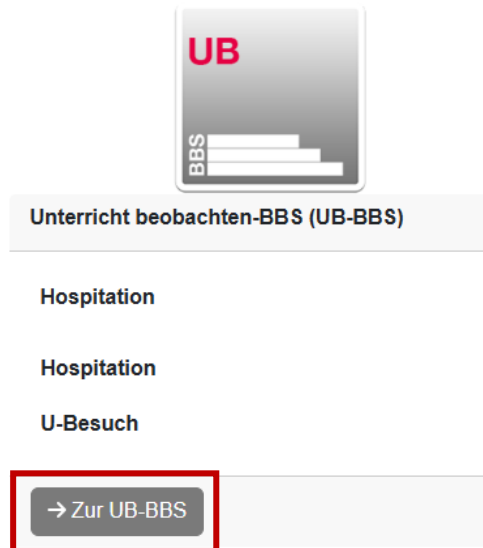 UB
BBS
Unterricht beobachten-BBS (UB-BBS)
Hospitation
Hospitation
U-Besuch
→ Zur UB-BBS